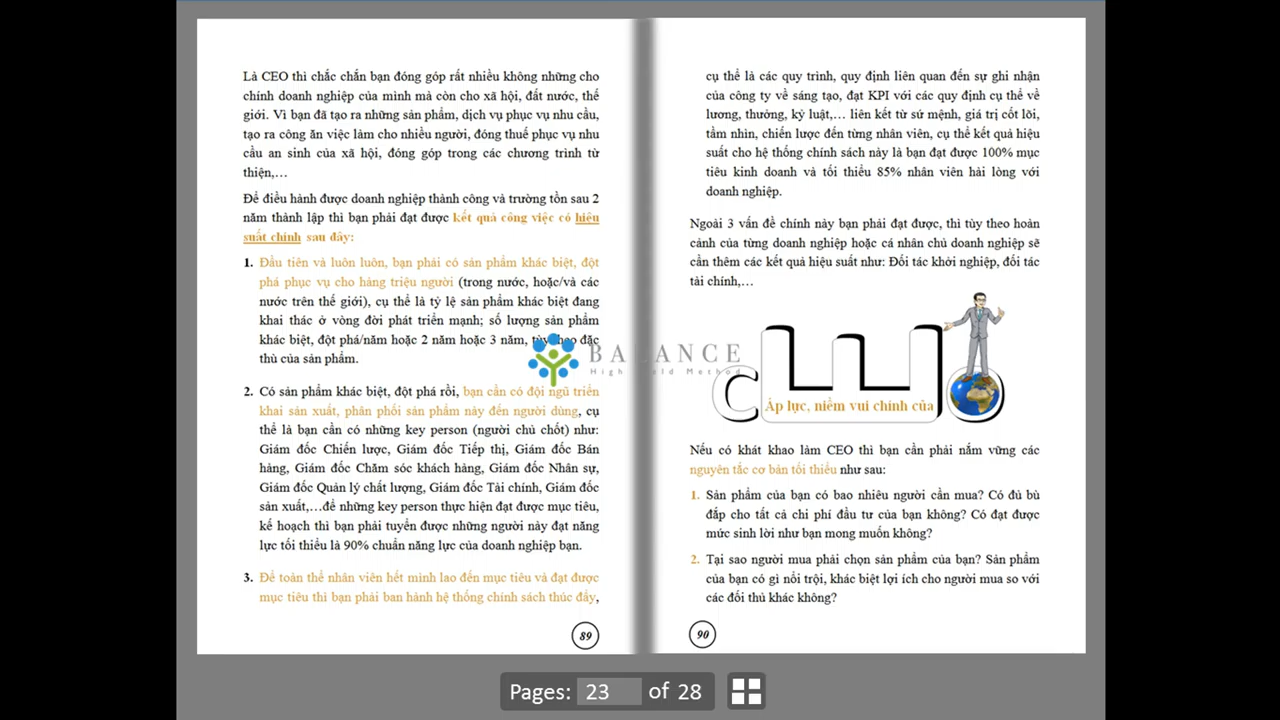 Là CEO thì chắc chắn bạn đóng góp rất nhiều không những cho
chính doanh nghiệp của mình mà còn cho xã hội, đất nước, thế
giới. Vì bạn đã tạo ra những sản phẩm, dịch vụ phục vụ nhu cầu,
tạo ra công ăn việc làm cho nhiều người, đóng thuế phục vụ nhu
cầu an sinh của xã hội, đóng góp trong các chương trình từ
thiện,…
Để điều hành được doanh nghiệp thành công và trường tồn sau 2
năm thành lập thì bạn phải đạt được kết quả công việc có hiệu
suất chính sau đây:
1. Đầu tiên và luôn luôn, bạn phải có sản phẩm khác biệt, đột
phá phục vụ cho hàng triệu người (trong nước, hoặc/và các
nước trên thế giới), cụ thể là tỷ lệ sản phẩm khác biệt đang
khai thác ở vòng đời phát triển mạnh; số lượng sản phẩm
khác biệt, đột phá/năm hoặc 2 năm hoặc 3 năm, tùy theo đặc
thù của sản phẩm.
2. Có sản phẩm khác biệt, đột phá rồi, bạn cần có đội ngũ triển
khai sản xuất, phân phối sản phẩm này đến người dùng, cụ
thể là bạn cần có những key person (người chủ chốt) như:
Giám đốc Chiến lược, Giám đốc Tiếp thị, Giám đốc Bán
hàng, Giám đốc Chăm sóc khách hàng, Giám đốc Nhân sự,
Giám đốc Quản lý chất lượng, Giám đốc Tài chính, Giám đốc
sản xuất,…để những key person thực hiện đạt được mục tiêu,
kế hoạch thì bạn phải tuyển được những người này đạt năng
lực tối thiểu là 90% chuẩn năng lực của doanh nghiệp bạn.
3. Để toàn thể nhân viên hết mình lao đến mục tiêu và đạt được
mục tiêu thì bạn phải ban hành hệ thống chính sách thúc đẩy,
89
cụ thể là các quy trình, quy định liên quan đến sự ghi nhận
của công ty về sáng tạo, đạt KPI với các quy định cụ thể về
lương, thưởng, kỷ luật,… liên kết từ sứ mệnh, giá trị cốt lõi,
tầm nhìn, chiến lược đến từng nhân viên, cụ thể kết quả hiệu
suất cho hệ thống chính sách này là bạn đạt được 100% mục
tiêu kinh doanh và tối thiểu 85% nhân viên hài lòng với
doanh nghiệp.
Ngoài 3 vấn đề chính này bạn phải đạt được, thì tùy theo hoàn
cảnh của từng doanh nghiệp hoặc cá nhân chủ doanh nghiệp sẽ
cần thêm các kết quả hiệu suất như: Đối tác khởi nghiệp, đối tác
tài chính,…
BALANCE
High Yield Method
Áp lực, niềm vui chính của
Nếu có khát khao làm CEO thì bạn cần phải nắm vững các
nguyên tắc cơ bản tối thiểu như sau:
1. Sản phẩm của bạn có bao nhiêu người cần mua? Có đủ bù
đắp cho tất cả chi phí đầu tư của bạn không? Có đạt được
mức sinh lời như bạn mong muốn không?
2. Tại sao người mua phải chọn sản phẩm của bạn? Sản phẩm
của bạn có gì nổi trội, khác biệt lợi ích cho người mua so với
các đối thủ khác không?
90
Pages: 23 of 28